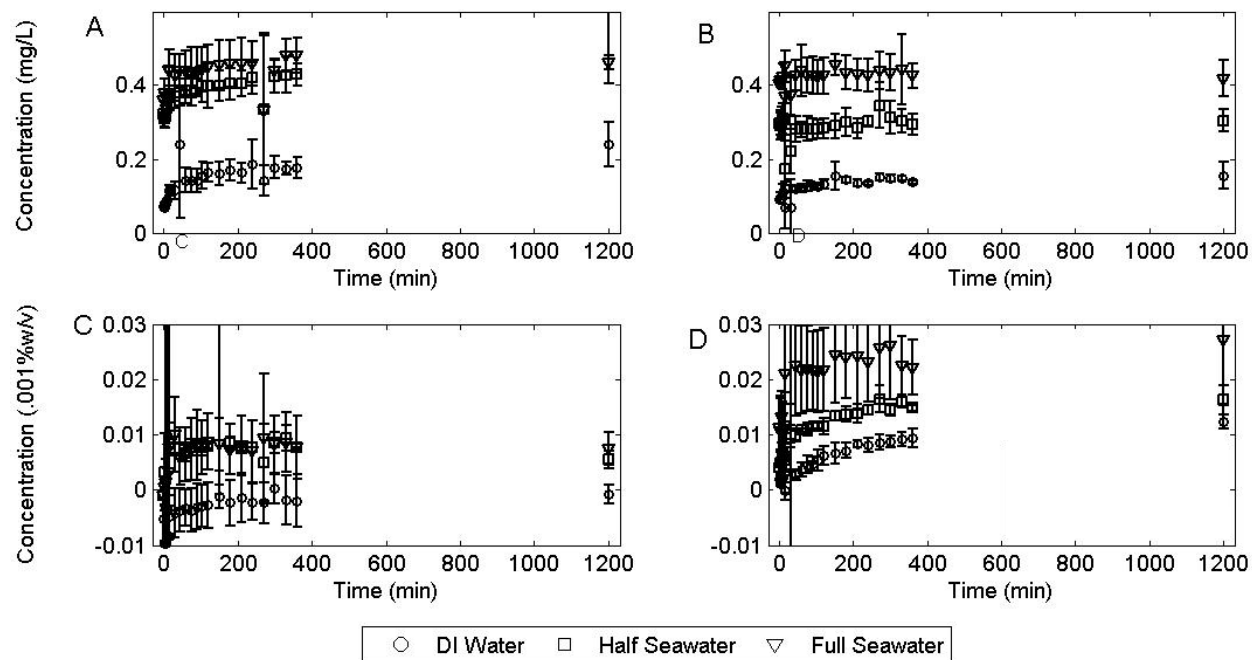 A
B
Concentration (mg/L)
0.4 0.2 0
0.4 0.2 0
C
D
0 200 400 600 800 1000 1200
0 200 400 600 800 1000 1200
Time (min)
Time (min)
C
D
Concentration (.001%w/v)
0.03 0.02 0.01 0 -0.01
0.03 0.02 0.01 0 -0.01
0 200 400 600 800 1000 1200
0 200 400 600 800 1000 1200
Time (min)
Time (min)
DI Water Half Seawater Full Seawater